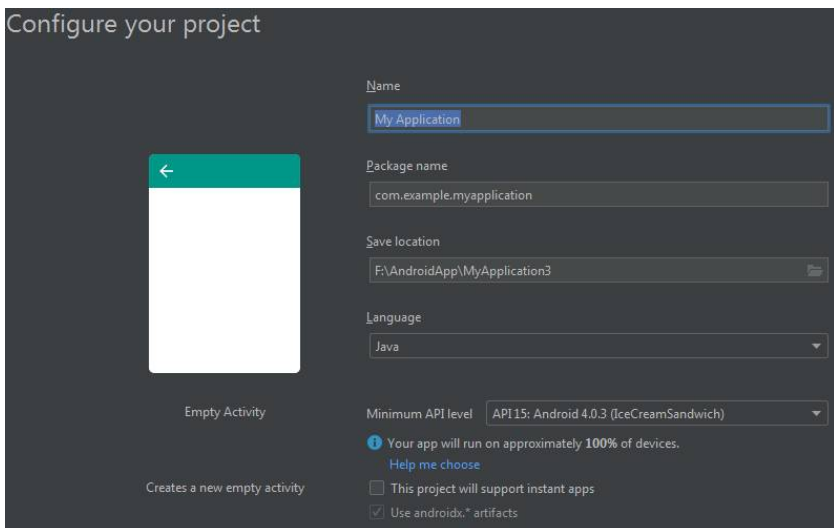 Configure your project
Name
My Application
Package name
com.example.myapplication
Save location
F:\AndroidApp\MyApplication3
Language
Java
Empty Activity
Minimum API level API 15: Android 4.0.3 (IceCreamSandwich)
Your app will run on approximately 100% of devices.
Help me choose
Creates a new empty activity
This project will support instant apps
Use androidx.* artifacts